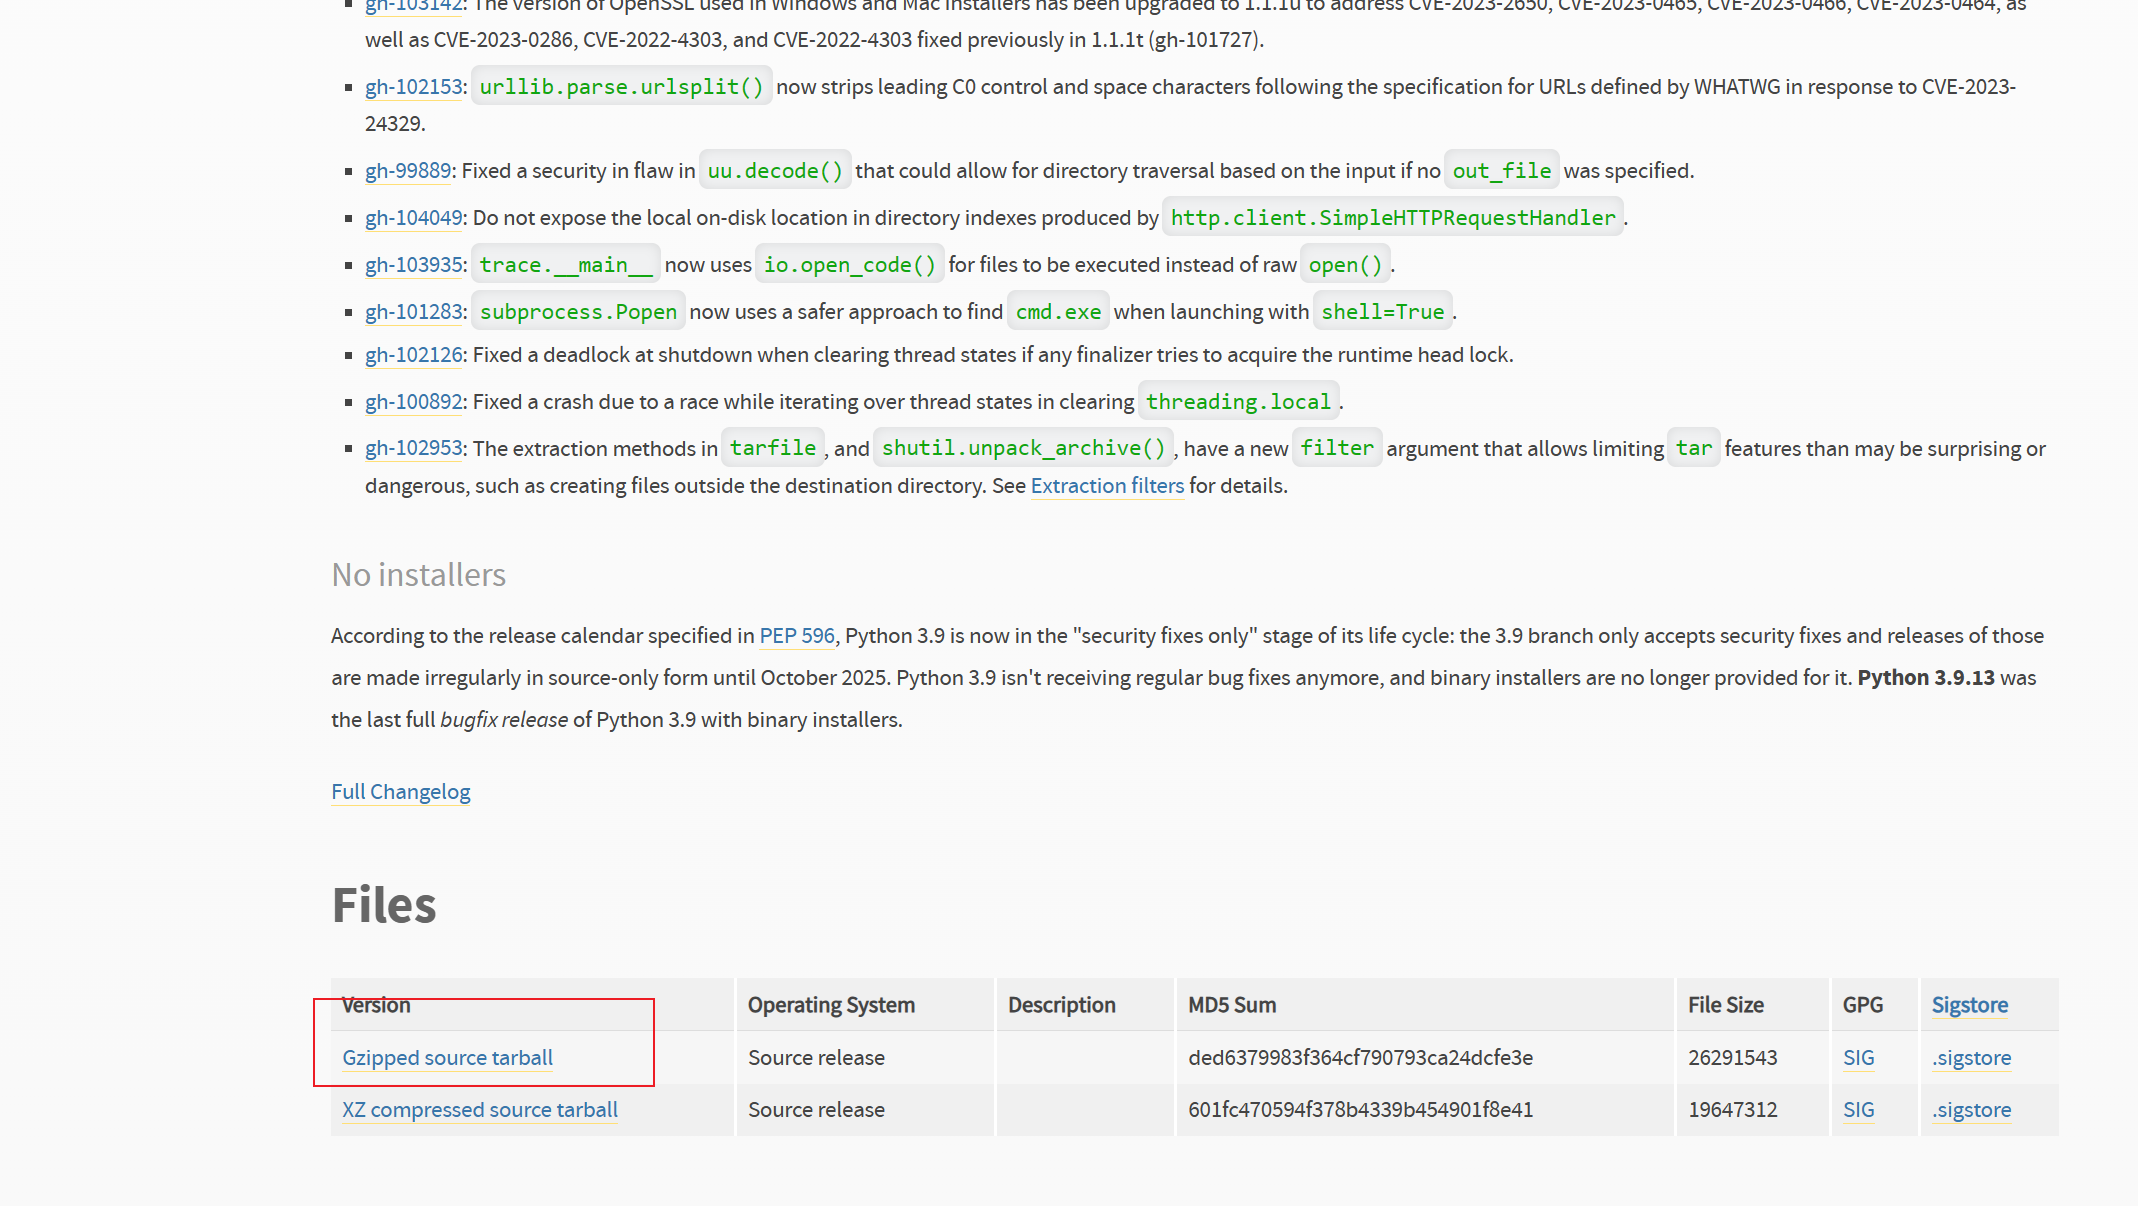 gh-103142: The version of OpenSSL used in Windows and Mac installers has been upgraded to 1.1.1u to address CVE-2023-2650, CVE-2023-0465, CVE-2023-0466, CVE-2023-0464, as
well as CVE-2023-0286, CVE-2022-4303, and CVE-2022-4303 fixed previously in 1.1.1t (gh-101727).
gh-102153: urllib.parse.urlsplit() now strips leading C0 control and space characters following the specification for URLs defined by WHATWG in response to CVE-2023-
24329.
gh-99889: Fixed a security in flaw in uu.decode() that could allow for directory traversal based on the input if no out_file was specified.
gh-104049: Do not expose the local on-disk location in directory indexes produced by http.client.SimpleHTTPRequestHandler.
gh-103935: trace.__main__ now uses io.open_code() for files to be executed instead of raw open().
gh-101283: subprocess.Popen now uses a safer approach to find cmd.exe when launching with shell=True.
gh-102126: Fixed a deadlock at shutdown when clearing thread states if any finalizer tries to acquire the runtime head lock.
gh-100892: Fixed a crash due to a race while iterating over thread states in clearing threading.local.
gh-102953: The extraction methods in tarfile, and shutil.unpack_archive(), have a new filter argument that allows limiting tar features than may be surprising or
dangerous, such as creating files outside the destination directory. See Extraction filters for details.
No installers
According to the release calendar specified in PEP 596, Python 3.9 is now in the "security fixes only" stage of its life cycle: the 3.9 branch only accepts security fixes and releases of those
are made irregularly in source-only form until October 2025. Python 3.9 isn't receiving regular bug fixes anymore, and binary installers are no longer provided for it. Python 3.9.13 was
the last full bugfix release of Python 3.9 with binary installers.
Full Changelog
Files
Version Operating System Description MD5 Sum File Size GPG Sigstore
Gzipped source tarball Source release ded6379983f364cf790793ca24dcfe3e 26291543 SIG .sigstore
XZ compressed source tarball Source release 601fc470594f378b4339b454901f8e41 19647312 SIG .sigstore